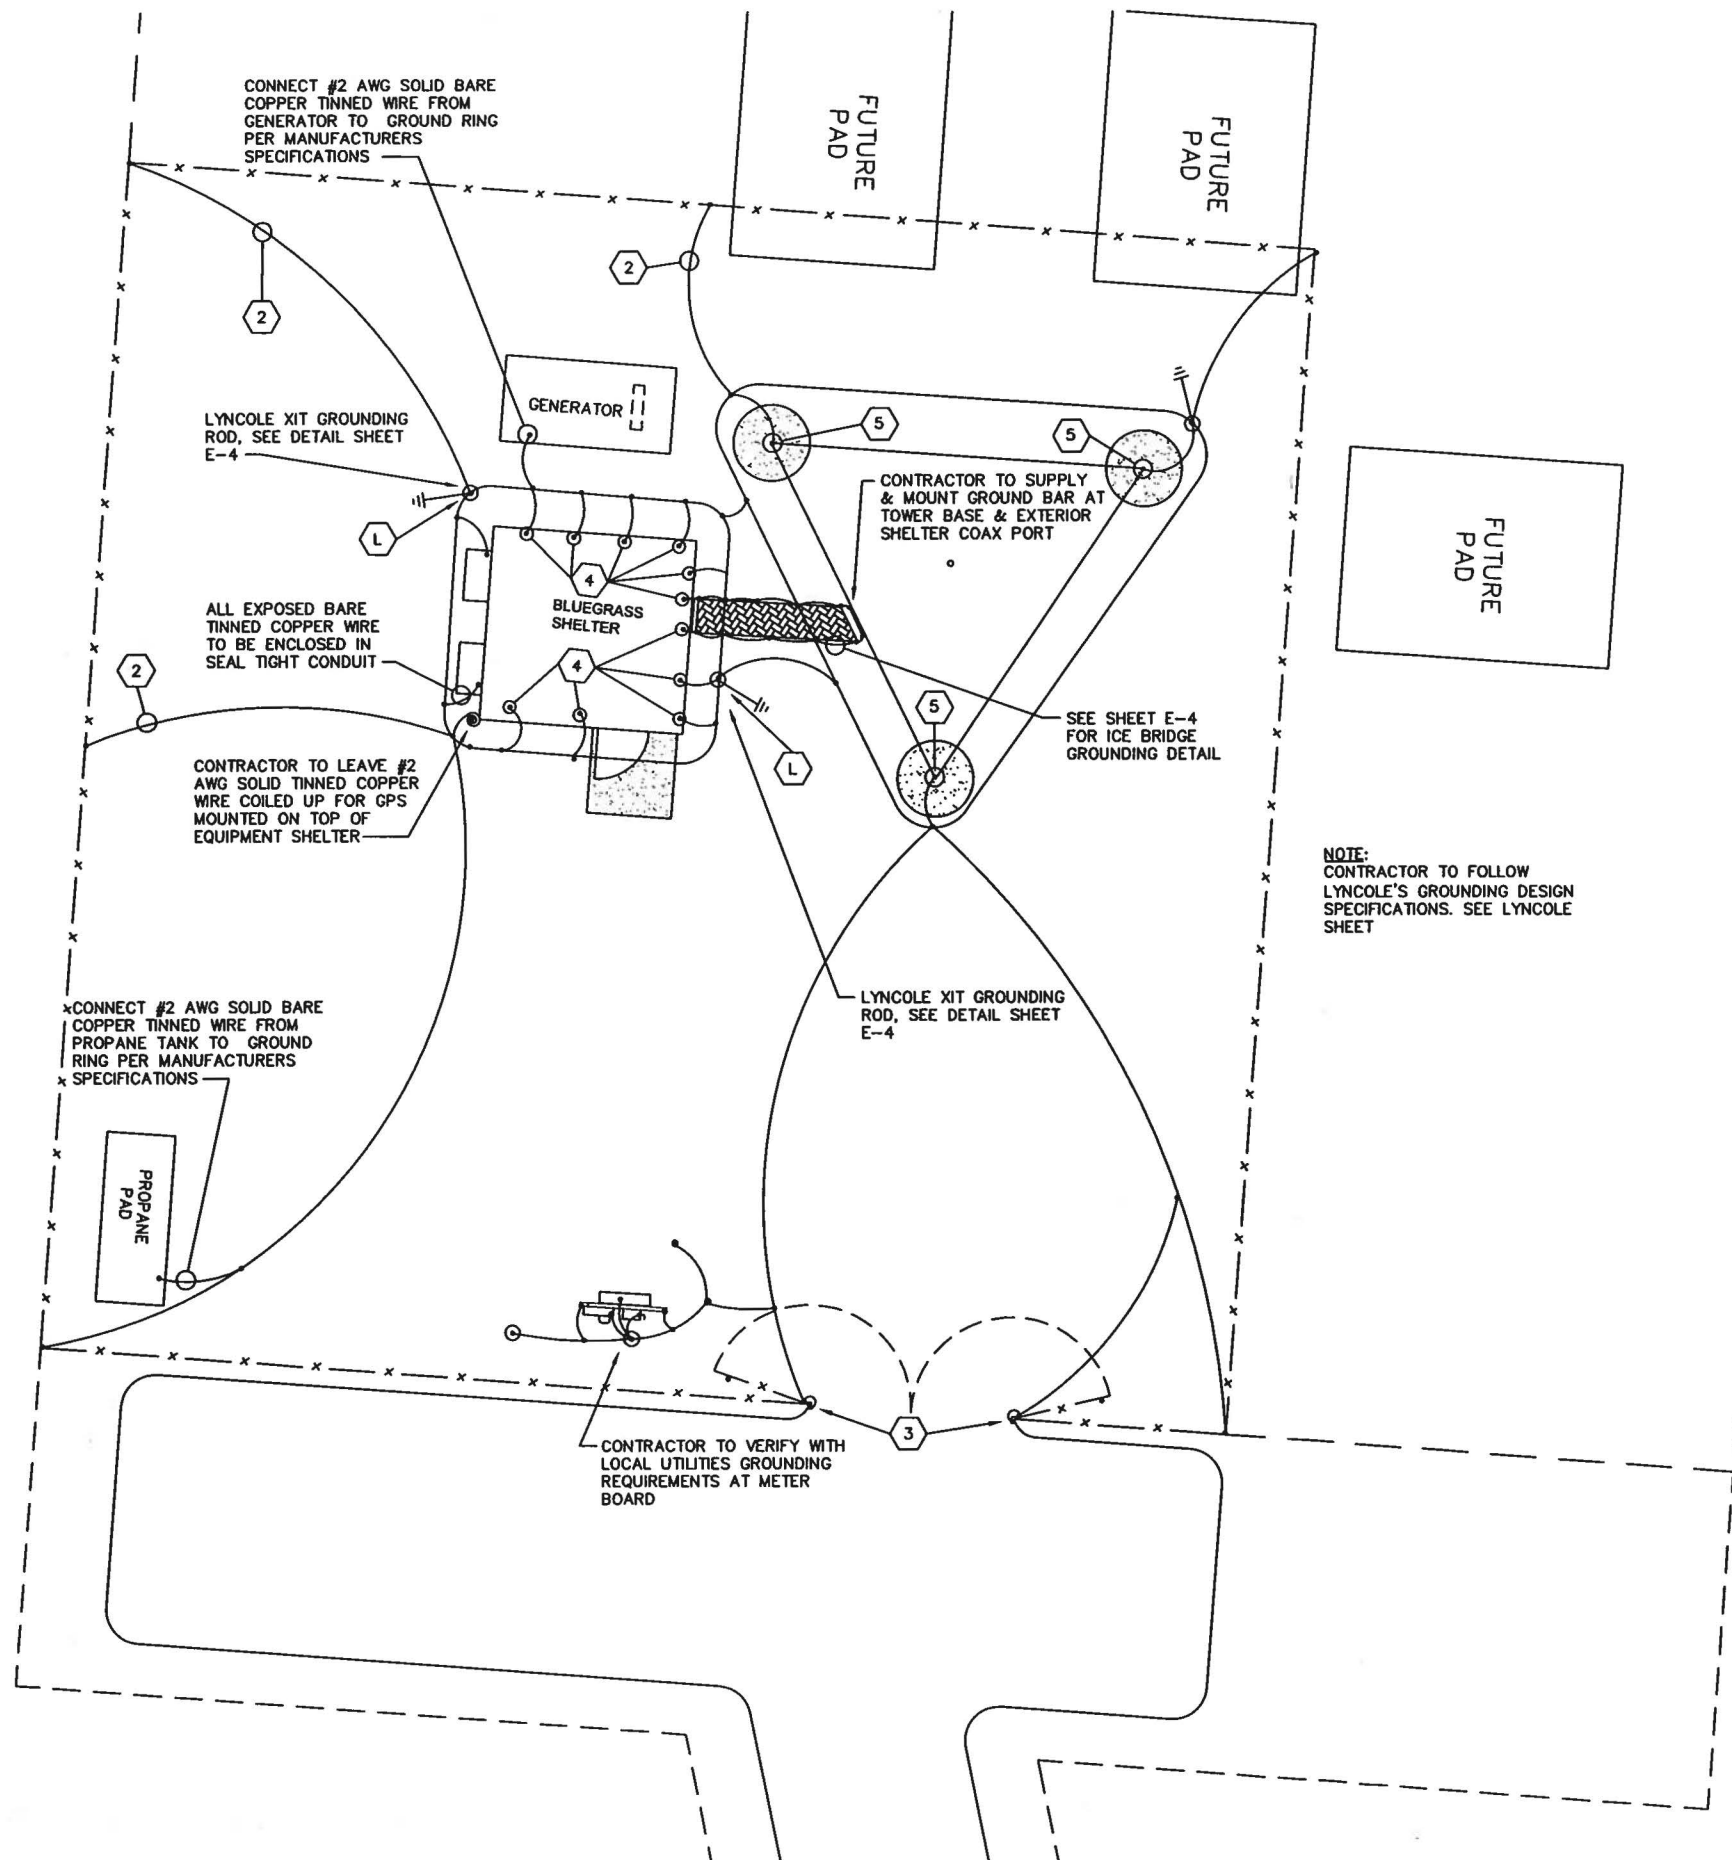 CONNECT #2 AWG SOLID BARE
COPPER TINNED WIRE FROM
GENERATOR TO GROUND RING
PER MANUFACTURERS
SPECIFICATIONS
FUTURE
PAD
FUTURE
PAD
2
2
GENERATOR
LYNCOLE XIT GROUNDING
ROD, SEE DETAIL SHEET
E-4
5
5
CONTRACTOR TO SUPPLY
& MOUNT GROUND BAR AT
TOWER BASE & EXTERIOR
SHELTER COAX PORT
L
FUTURE
PAD
4
BLUEGRASS
SHELTER
ALL EXPOSED BARE
TINNED COPPER WIRE
TO BE ENCLOSED IN
SEAL TIGHT CONDUIT
2
4
5
SEE SHEET E-4
FOR ICE BRIDGE
GROUNDING DETAIL
L
CONTRACTOR TO LEAVE #2
AWG SOLID TINNED COPPER
WIRE COILED UP FOR GPS
MOUNTED ON TOP OF
EQUIPMENT SHELTER
NOTE:
CONTRACTOR TO FOLLOW
LYNCOLE'S GROUNDING DESIGN
SPECIFICATIONS. SEE LYNCOLE
SHEET
LYNCOLE XIT GROUNDING
ROD, SEE DETAIL SHEET
E-4
CONNECT #2 AWG SOLID BARE
COPPER TINNED WIRE FROM
PROPANE TANK TO GROUND
RING PER MANUFACTURERS
SPECIFICATIONS
PROPANE
PAD
3
CONTRACTOR TO VERIFY WITH
LOCAL UTILITIES GROUNDING
REQUIREMENTS AT METER
BOARD